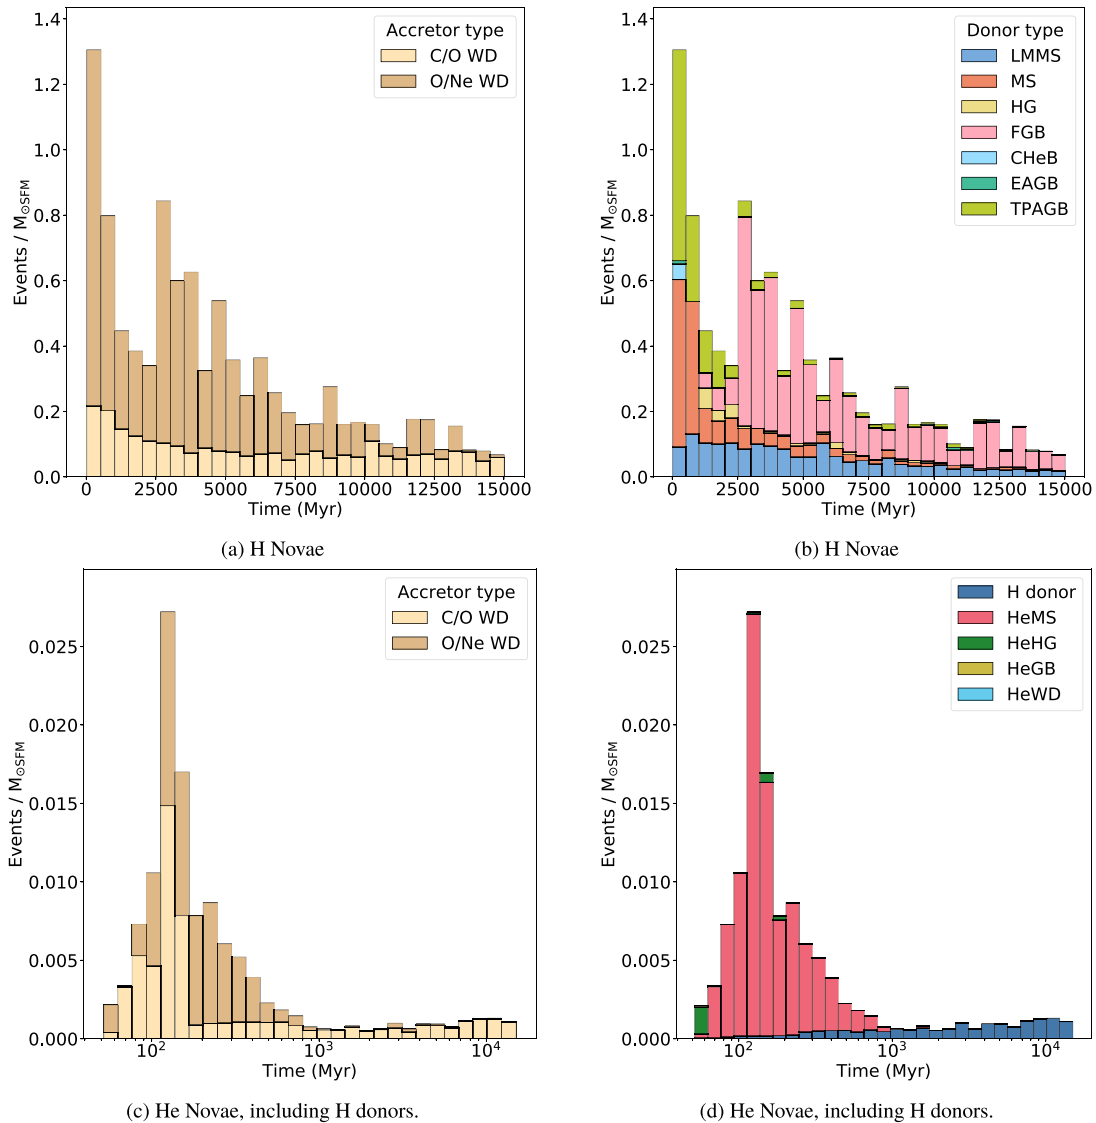 Accretor type
C/O WD
O/Ne WD
Events / M⊙SFM
1.4
1.2
1.0
0.8
0.6
0.4
0.2
0.0
0 2500 5000 7500 10000 12500 15000
Time (Myr)
(a) H Novae
Donor type
LMMS
MS
HG
FGB
CHeB
EAGB
TPAGB
Events / M⊙SFM
1.4
1.2
1.0
0.8
0.6
0.4
0.2
0.0
0 2500 5000 7500 10000 12500 15000
Time (Myr)
(b) H Novae
Accretor type
C/O WD
O/Ne WD
Events / M⊙SFM
0.025
0.020
0.015
0.010
0.005
0.000
10² 10³ 10⁴
Time (Myr)
(c) He Novae, including H donors.
H donor
HeMS
HeHG
HeGB
HeWD
Events / M⊙SFM
0.025
0.020
0.015
0.010
0.005
0.000
10² 10³ 10⁴
Time (Myr)
(d) He Novae, including H donors.